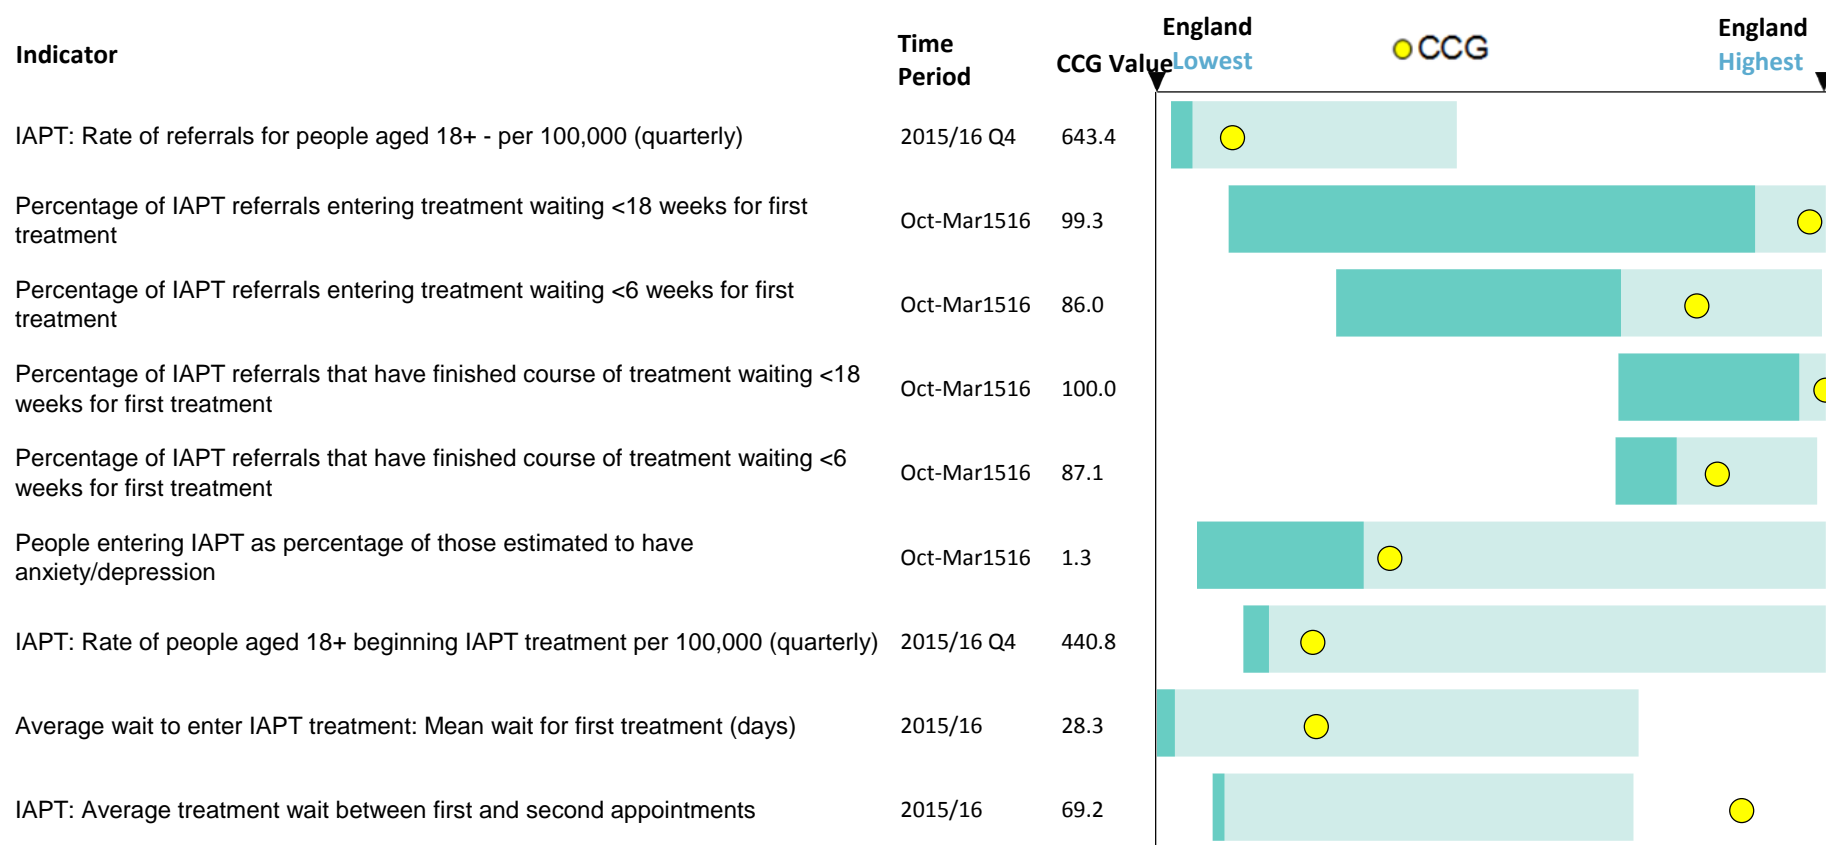 Indicator
Time
Period
CCG Value
England
Lowest
CCG
England
Highest
IAPT: Rate of referrals for people aged 18+ - per 100,000 (quarterly) 2015/16 Q4 643.4
Percentage of IAPT referrals entering treatment waiting <18 weeks for first
treatment
Oct-Mar1516 99.3
Percentage of IAPT referrals entering treatment waiting <6 weeks for first
treatment
Oct-Mar1516 86.0
Percentage of IAPT referrals that have finished course of treatment waiting <18
weeks for first treatment
Oct-Mar1516 100.0
Percentage of IAPT referrals that have finished course of treatment waiting <6
weeks for first treatment
Oct-Mar1516 87.1
People entering IAPT as percentage of those estimated to have
anxiety/depression
Oct-Mar1516 1.3
IAPT: Rate of people aged 18+ beginning IAPT treatment per 100,000 (quarterly) 2015/16 Q4 440.8
Average wait to enter IAPT treatment: Mean wait for first treatment (days) 2015/16 28.3
IAPT: Average treatment wait between first and second appointments 2015/16 69.2